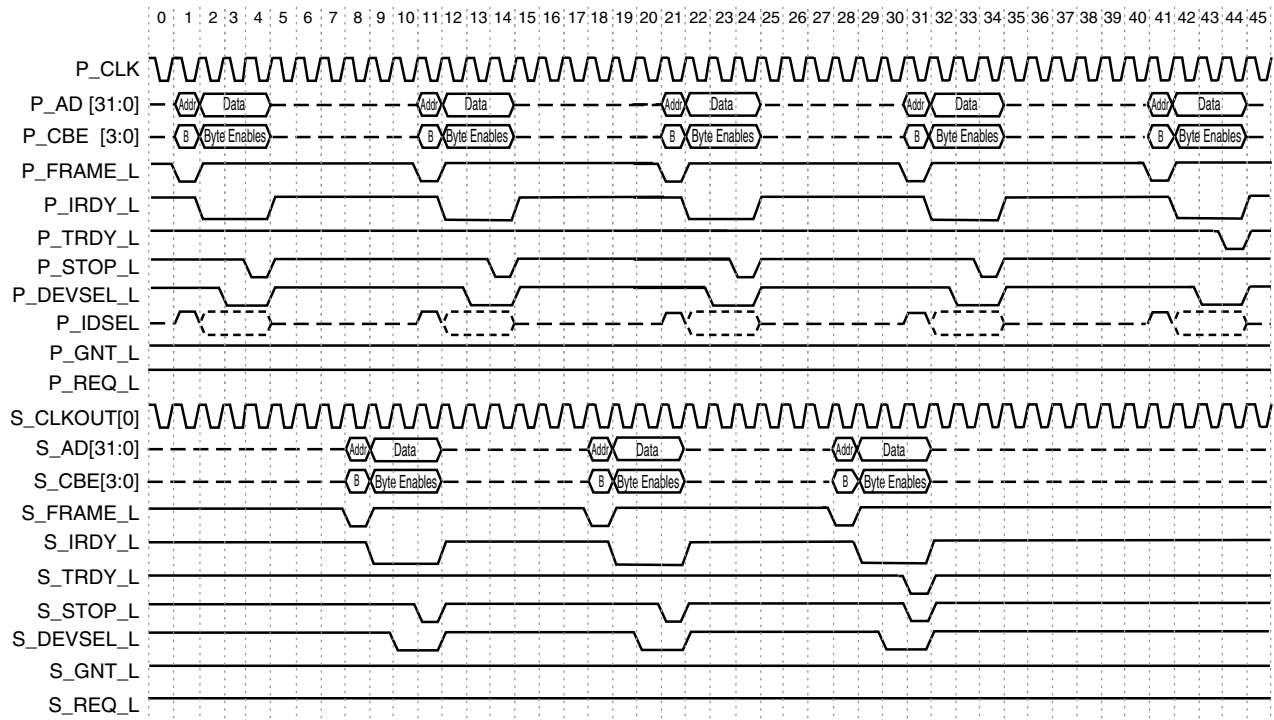 0 1 2 3 4 5 6 7 8 9 10 11 12 13 14 15 16 17 18 19 20 21 22 23 24 25 26 27 28 29 30 31 32 33 34 35 36 37 38 39 40 41 42 43 44 45
P_CLK
P_AD [31:0] Addr Data Addr Data Addr Data Addr Data Addr Data
P_CBE [3:0] B Byte Enables B Byte Enables B Byte Enables B Byte Enables B Byte Enables
P_FRAME_L
P_IRDY_L
P_TRDY_L
P_STOP_L
P_DEVSEL_L
P_IDSEL
P_GNT_L
P_REQ_L
S_CLKOUT[0]
S_AD[31:0] Addr Data Addr Data Addr Data
S_CBE[3:0] B Byte Enables B Byte Enables B Byte Enables
S_FRAME_L
S_IRDY_L
S_TRDY_L
S_STOP_L
S_DEVSEL_L
S_GNT_L
S_REQ_L